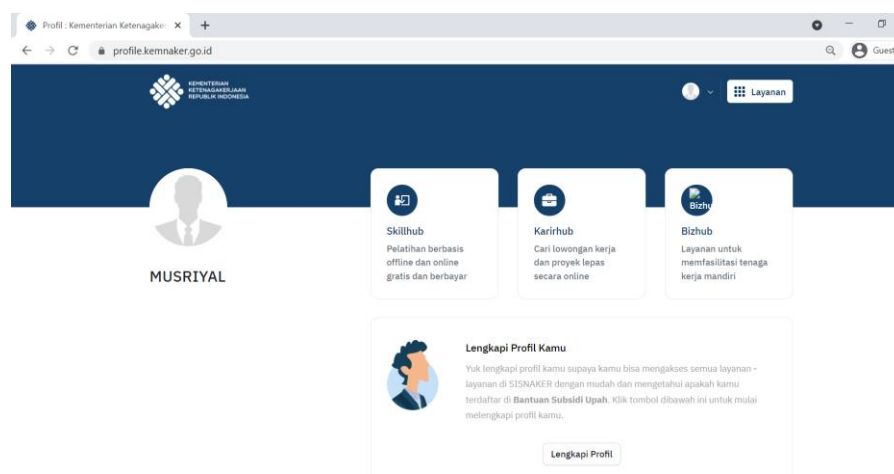 Profil : Kementerian Ketenagaker
profile.kemnaker.go.id
Guest
KEMENTERIAN
KETENAGAKERJAAN
REPUBLIK INDONESIA
Layanan
MUSRIYAL
Skillhub
Pelatihan berbasis
offline dan online
gratis dan berbayar
Karirhub
Cari lowongan kerja
dan proyek lepas
secara online
Bizhu
Bizhub
Layanan untuk
memfasilitasi tenaga
kerja mandiri
Lengkapi Profil Kamu
Yuk lengkapi profil kamu supaya kamu bisa mengakses semua layanan -
layanan di SISNAKER dengan mudah dan mengetahui apakah kamu
terdaftar di Bantuan Subsidi Upah. Klik tombol dibawah ini untuk mulai
melengkapi profil kamu.
Lengkapi Profil